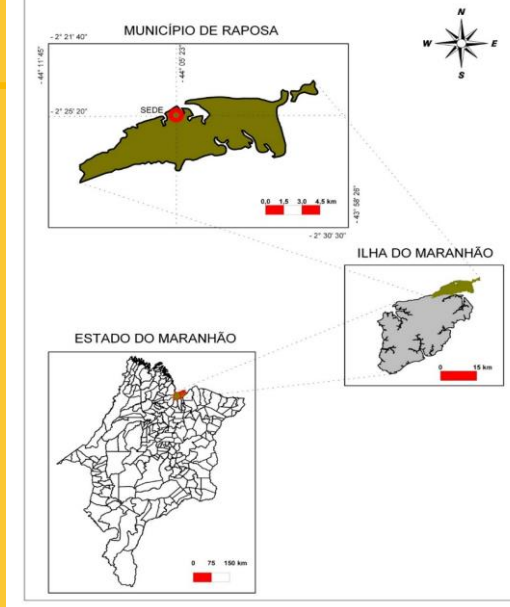 N
W E
S
MUNICÍPIO DE RAPOSA
- 2° 21' 40"
- 44° 11' 45"
- 44° 05' 23"
- 2° 25' 20"
SEDE
0,0 1,5 3,0 4,5 km
- 43° 58' 26"
- 2° 30' 30"
ILHA DO MARANHÃO
0 15 km
ESTADO DO MARANHÃO
0 75 150 km